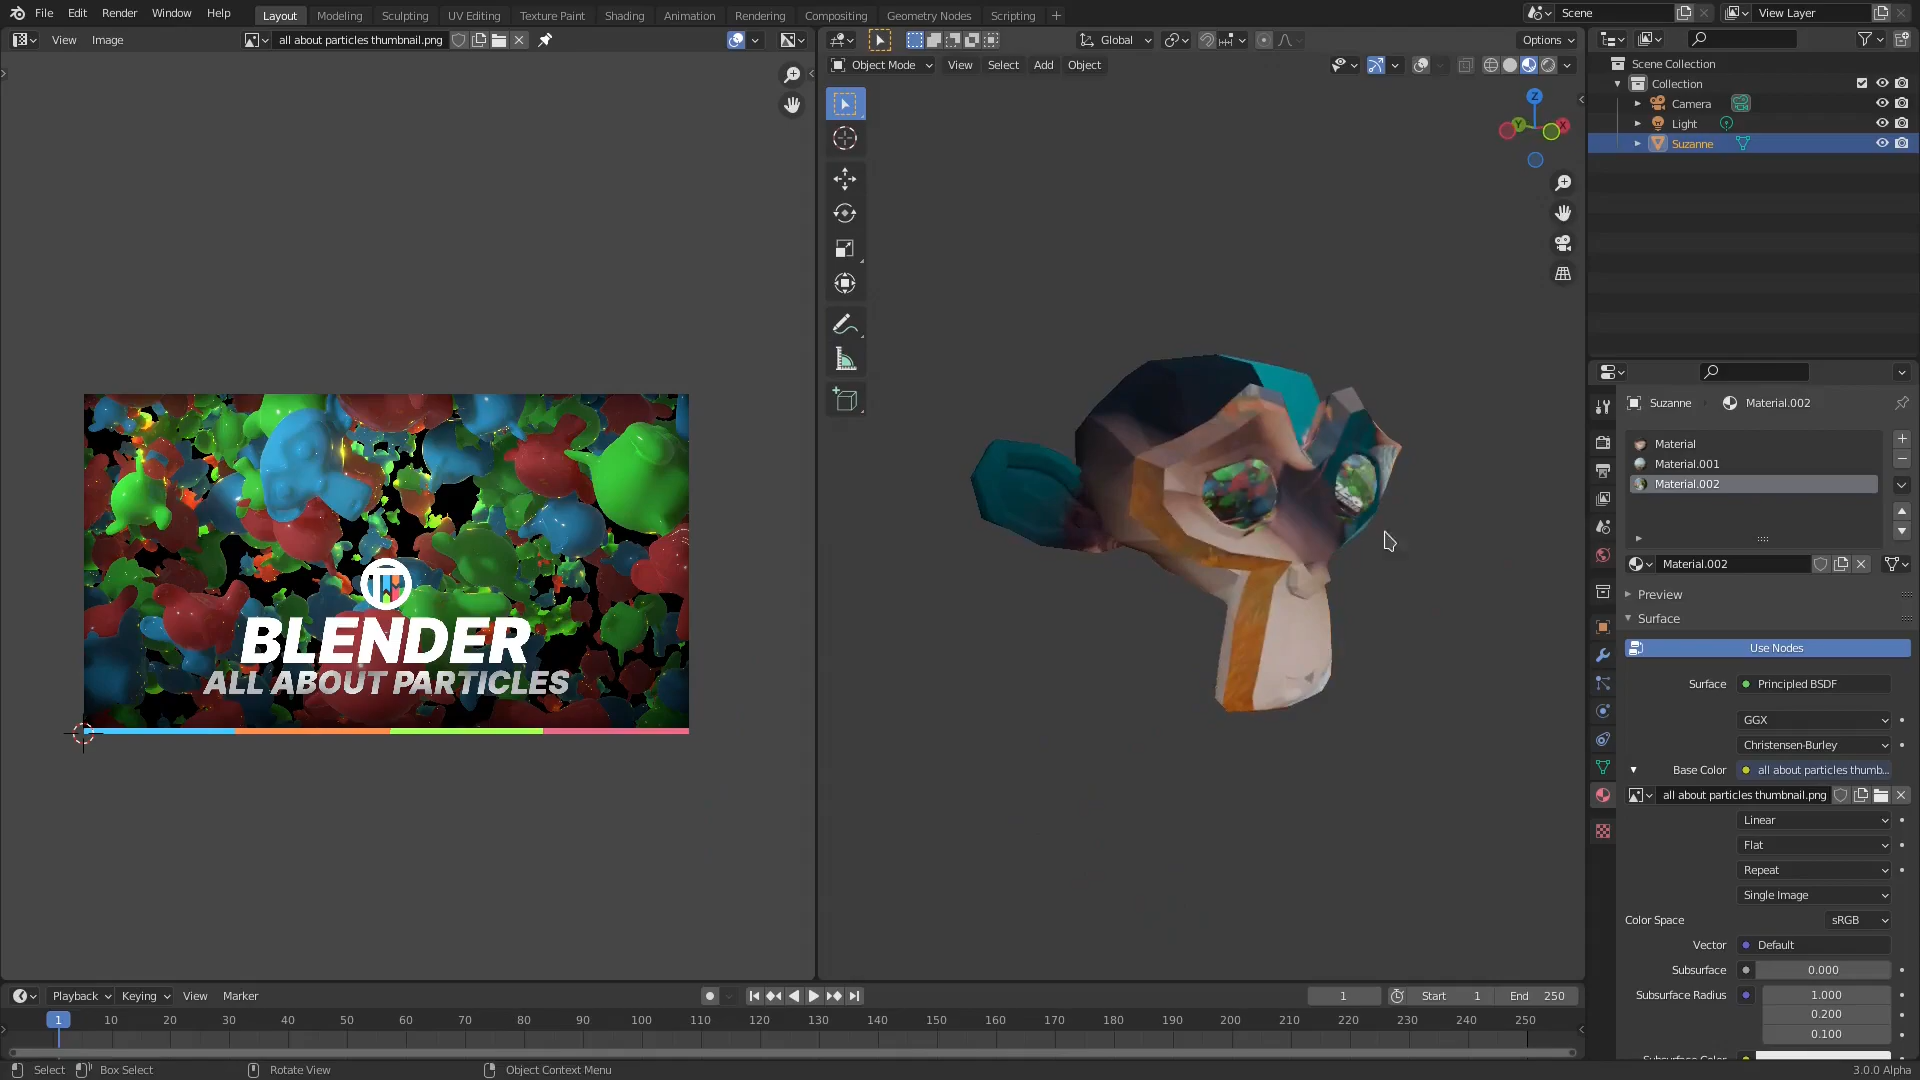 File Edit Render Window Help
Layout Modeling Sculpting UV Editing Texture Paint Shading Animation Rendering Compositing Geometry Nodes Scripting +
Scene
View Layer
View Image
all about particles thumbnail.png
Global
Options
Object Mode View Select Add Object
Z
Y
X
Scene Collection
Collection
Camera
Light
Suzanne
Suzanne
Material.002
Material
Material.001
Material.002
Material.002
Preview
Surface
Use Nodes
Surface Principled BSDF
GGX
Christensen-Burley
Base Color all about particles thumb...
all about particles thumbnail.png
Linear
Flat
Repeat
Single Image
Color Space sRGB
Vector Default
Subsurface 0.000
Subsurface Radius 1.000
0.200
0.100
Subsurface Color
BLENDER
ALL ABOUT PARTICLES
Playback Keying View Marker
1
Start 1
End 250
1 10 20 30 40 50 60 70 80 90 100 110 120 130 140 150 160 170 180 190 200 210 220 230 240 250
Select Box Select Rotate View Object Context Menu
3.0.0 Alpha